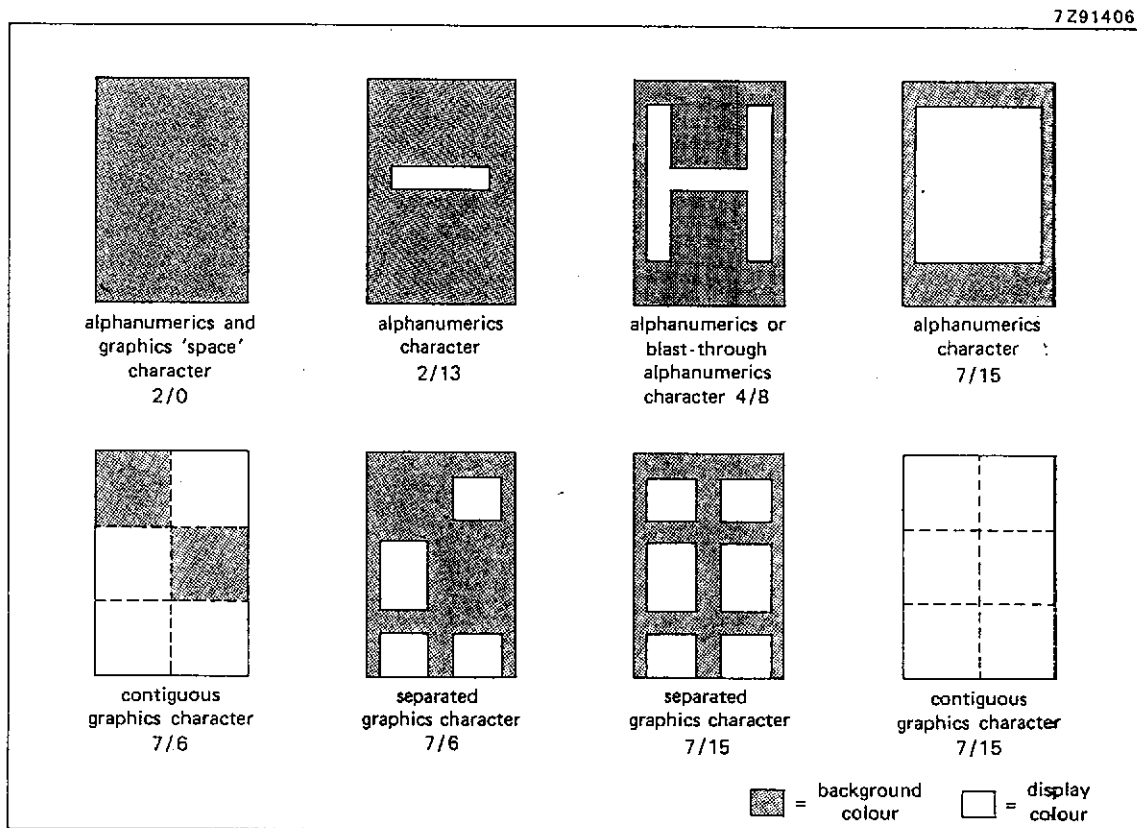 7Z91406
alphanumerics and
graphics 'space'
character
2/0
alphanumerics
character
2/13
alphanumerics or
blast-through
alphanumerics
character 4/8
alphanumerics
character
7/15
contiguous
graphics character
7/6
separated
graphics character
7/6
separated
graphics character
7/15
contiguous
graphics character
7/15
= background
colour
= display
colour